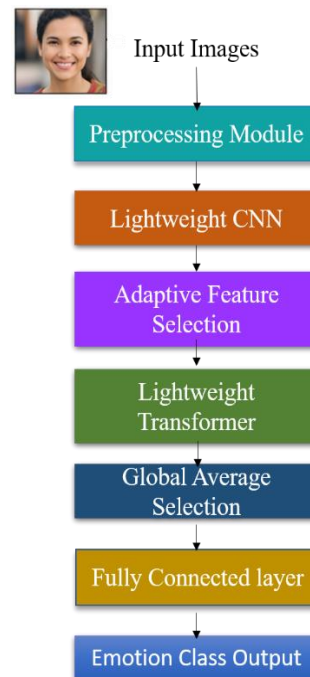 Input Images
Preprocessing Module
Lightweight CNN
Adaptive Feature
Selection
Lightweight
Transformer
Global Average
Selection
Fully Connected layer
Emotion Class Output